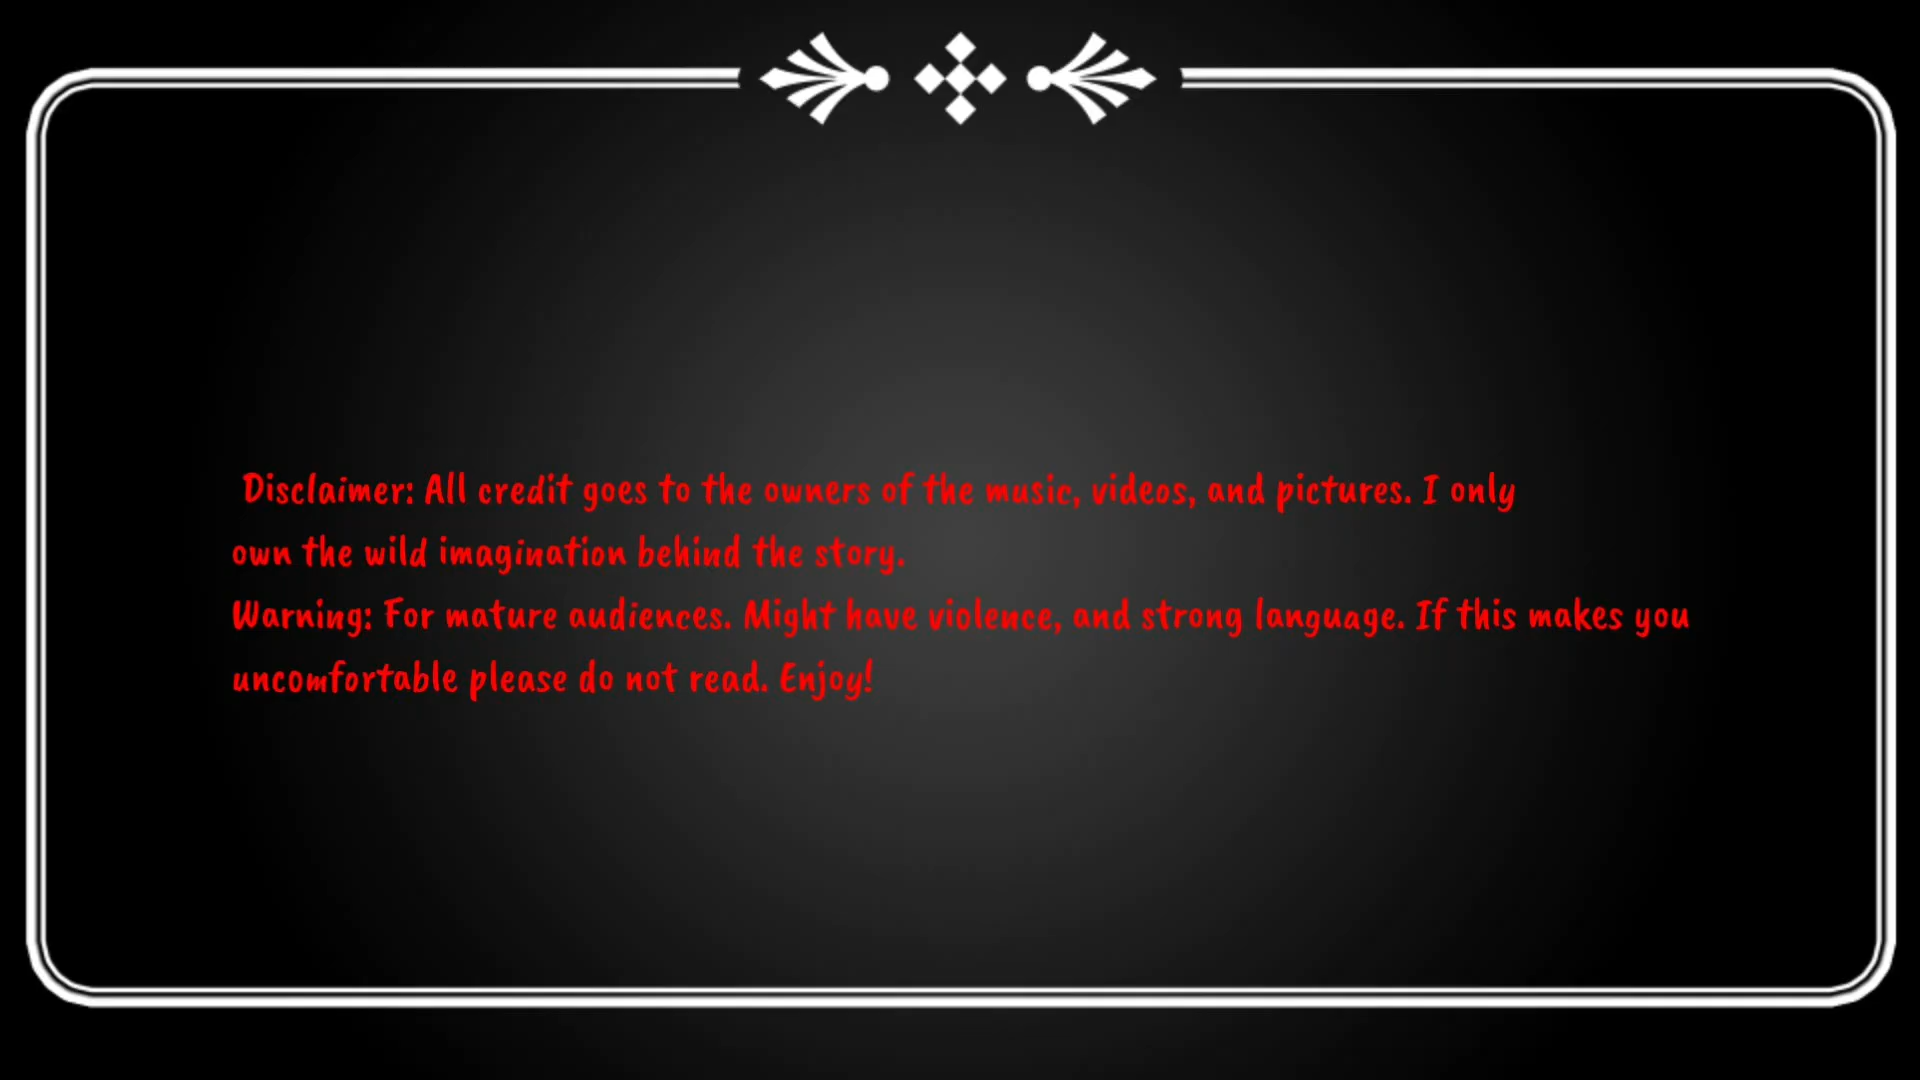 Disclaimer: All credit goes to the owners of the music, videos, and pictures. I only
own the wild imagination behind the story.
Warning: For mature audiences. Might have violence, and strong language. If this makes you
uncomfortable please do not read. Enjoy!